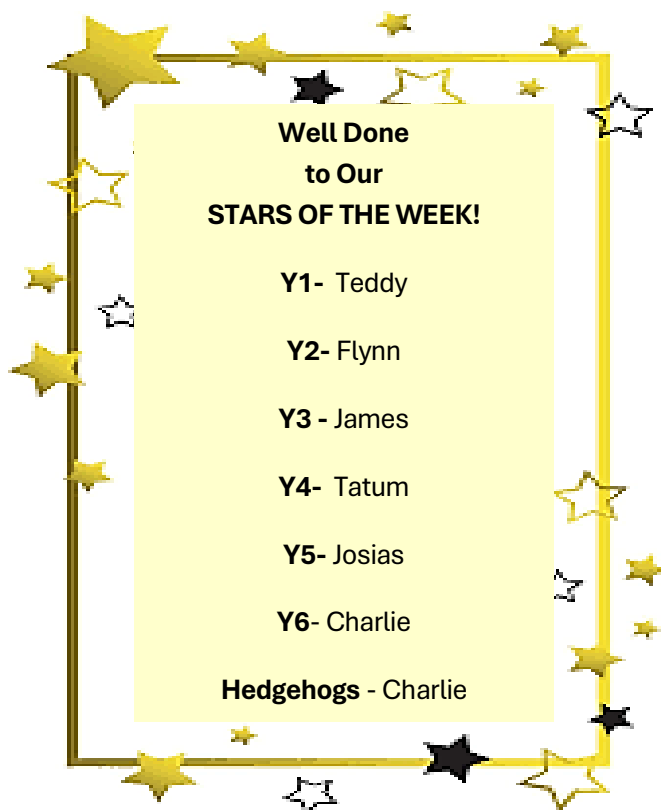 Well Done
to Our
STARS OF THE WEEK!
Y1-  Teddy
Y2- Flynn
Y3 - James
Y4-  Tatum
Y5- Josias
Y6- Charlie
Hedgehogs - Charlie